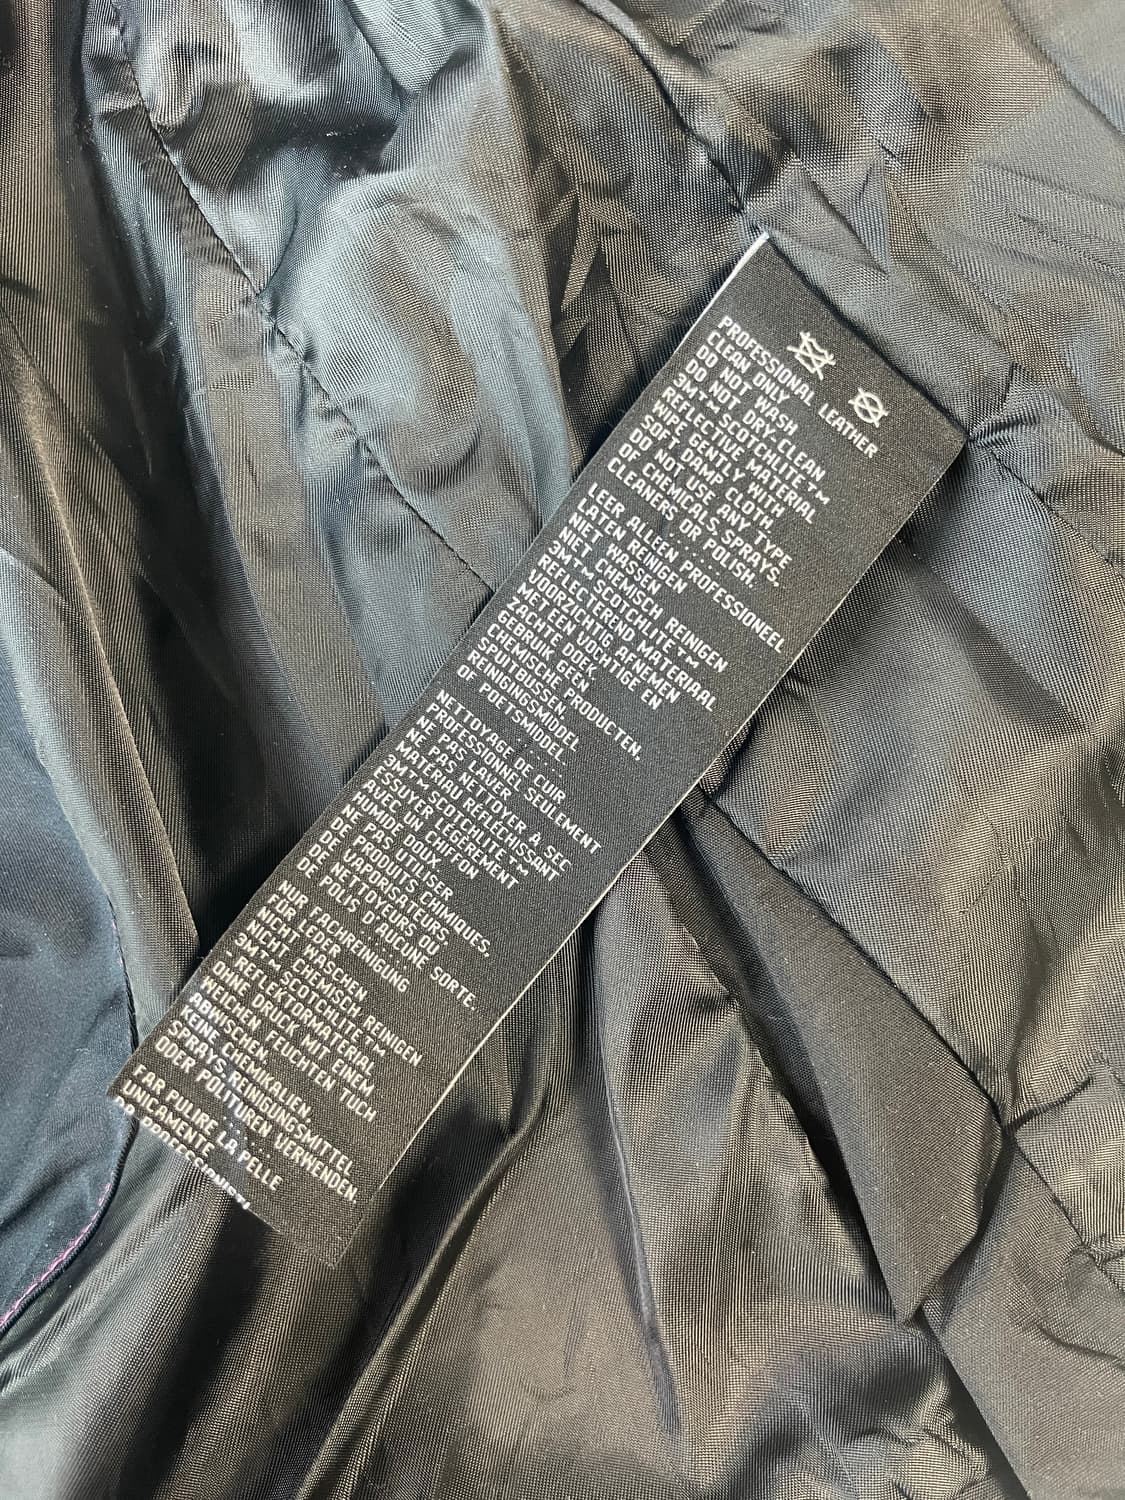 PROFESSIONAL LEATHER
CLEAN ONLY
DO NOT WASH
DO NOT DRY-CLEAN
3M™ SCOTCHLITE™
REFLECTIVE MATERIAL
WIPE GENTLY WITH
SOFT DAMP CLOTH.
DO NOT USE ANY TYPE
OF CHEMICALS,SPRAYS,
CLEANERS OR POLISH.
......
LEER ALLEEN PROFESSIONEEL
LATEN REINIGEN
NIET WASSEN
NIET CHEMISCH REINIGEN
3M™ SCOTCHLITE™
REFLECTEREND MATERIAAL
VOORZICHTIG AFNEMEN
MET EEN VOCHTIGE EN
ZACHTE DOEK.
GEBRUIK GEEN
CHEMISCHE PRODUCTEN,
SPUITBUSSEN,
REINIGINGSMIDDEL
OF POETSMIDDEL.
......
NETTOYAGE DE CUIR
PROFESSIONNEL SEULEMENT
NE PAS LAVER
NE PAS NETTOYER À SEC
MATÉRIAU RÉFLÉCHISSANT
3M™ SCOTCHLITE™
ESSUYER LÉGÈREMENT
AVEC UN CHIFFON
HUMIDE DOUX.
NE PAS UTILISER
DE PRODUITS CHIMIQUES,
DE VAPORISATEURS,
DE NETTOYEURS OU
DE POLIS D'AUCUNE SORTE.
......
NUR FACHREINIGUNG
FÜR LEDER
NICHT WASCHEN
NICHT CHEMISCH REINIGEN
3M™ SCOTCHLITE™
- REFLEKTORMATERIAL
OHNE DRUCK MIT EINEM
WEICHEN FEUCHTEN TUCH
ABWISCHEN.
KEINE CHEMIKALIEN,
SPRAYS,REINIGUNGSMITTEL
ODER POLITUREN VERWENDEN.
......
FAR PULIRE LA PELLE
UNICAMENTE
DA PROFESSIONISTI